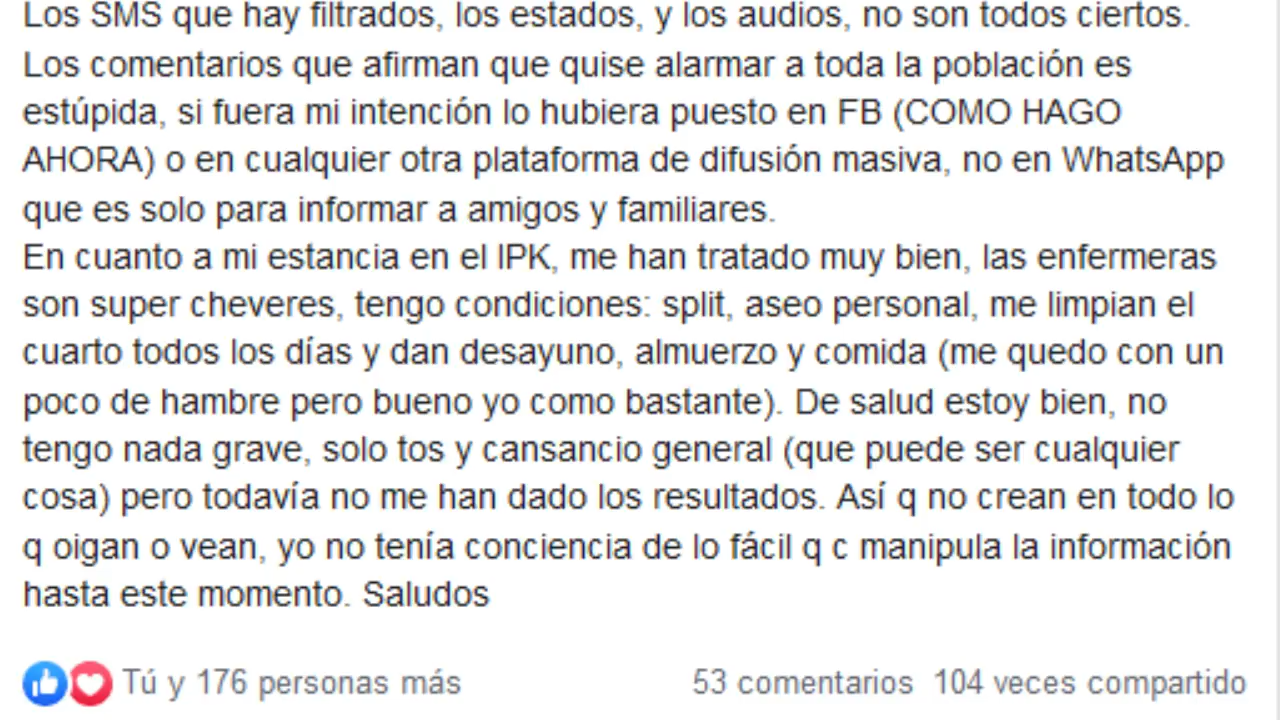 Los SMS que hay filtrados, los estados, y los audios, no son todos ciertos.
Los comentarios que afirman que quise alarmar a toda la población es
estúpida, si fuera mi intención lo hubiera puesto en FB (COMO HAGO
AHORA) o en cualquier otra plataforma de difusión masiva, no en WhatsApp
que es solo para informar a amigos y familiares.
En cuanto a mi estancia en el IPK, me han tratado muy bien, las enfermeras
son super cheveres, tengo condiciones: split, aseo personal, me limpian el
cuarto todos los días y dan desayuno, almuerzo y comida (me quedo con un
poco de hambre pero bueno yo como bastante). De salud estoy bien, no
tengo nada grave, solo tos y cansancio general (que puede ser cualquier
cosa) pero todavía no me han dado los resultados. Así q no crean en todo lo
q oigan o vean, yo no tenía conciencia de lo fácil q c manipula la información
hasta este momento. Saludos
Tú y 176 personas más 53 comentarios 104 veces compartido